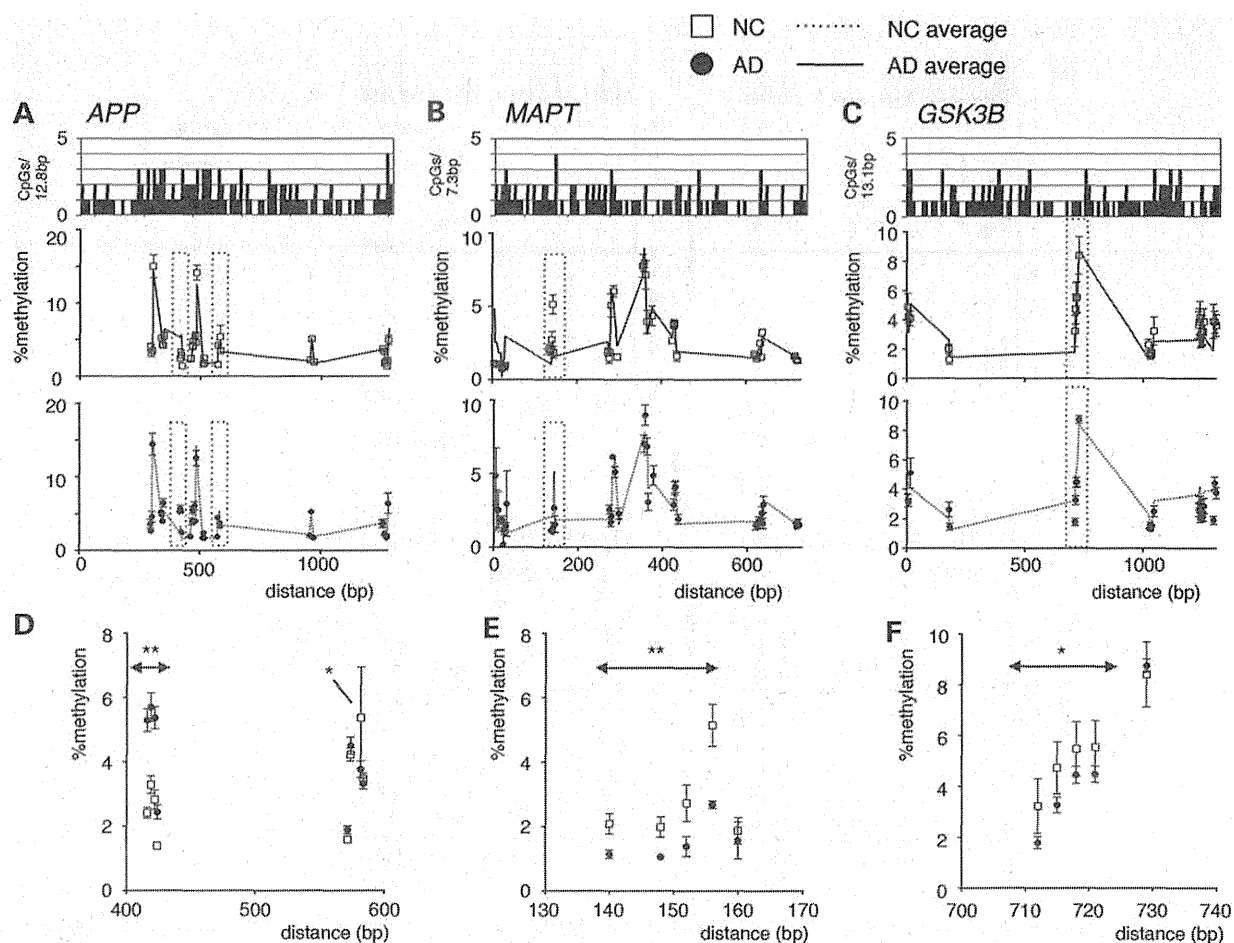 NC NC average
AD AD average
A APP
B MAPT
C GSK3B
CpGs/
12.8bp
5
0
CpGs/
7.3bp
5
0
CpGs/
13.1bp
5
0
%methylation
20
10
0
%methylation
10
5
0
%methylation
10
8
6
4
2
0
20
10
0
0 500 1000
distance (bp)
10
5
0
0 200 400 600
distance (bp)
10
8
6
4
2
0
0 500 1000
distance (bp)
D
%methylation
8
6
4
2
0
**
*
400 500 600
distance (bp)
E
%methylation
8
6
4
2
0
**
130 140 150 160 170
distance (bp)
F
%methylation
10
8
6
4
2
0
*
700 710 720 730 740
distance (bp)